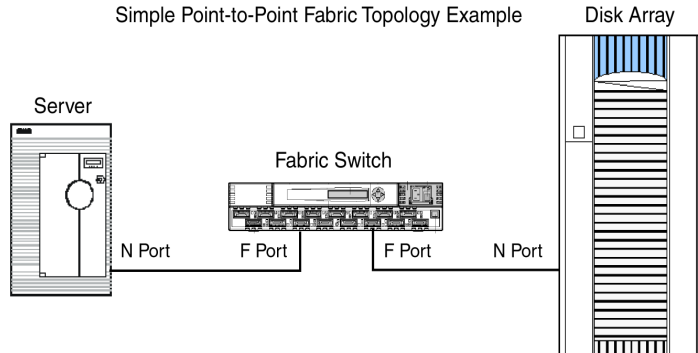 Simple Point-to-Point Fabric Topology Example
Disk Array
Server
Fabric Switch
N Port
F Port
F Port
N Port